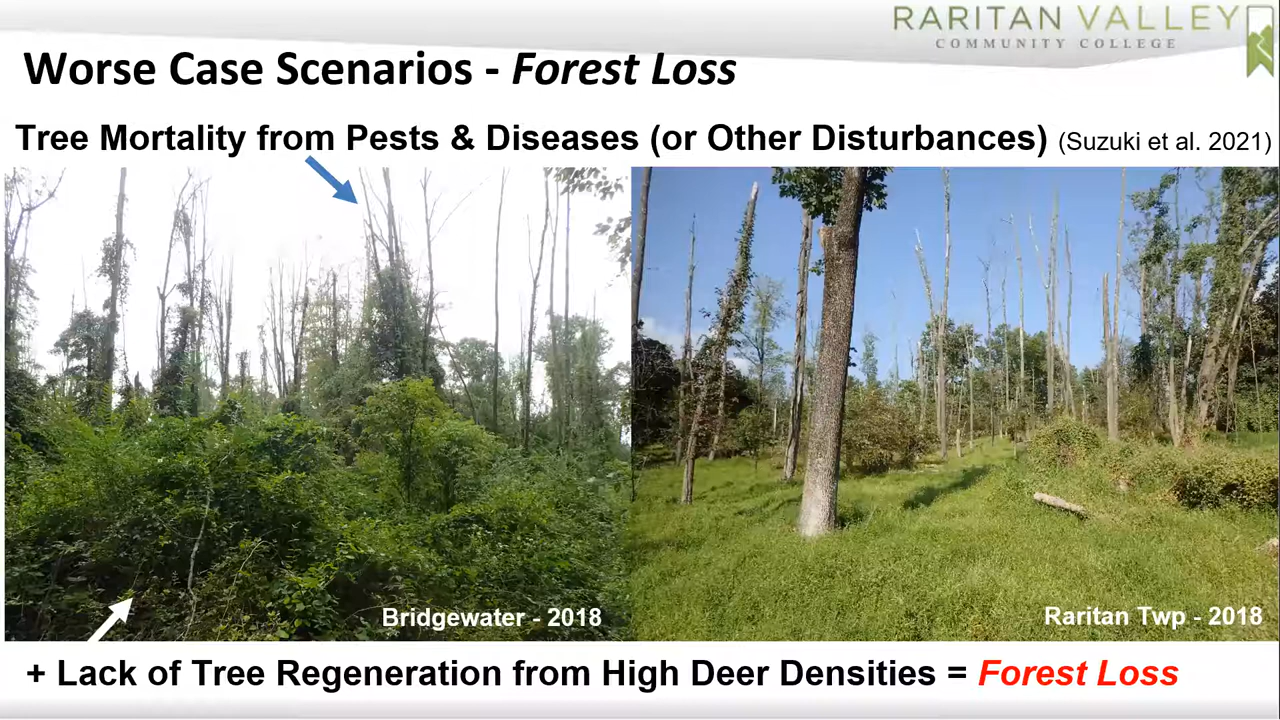 RARITAN VALLEY
COMMUNITY COLLEGE
Worse Case Scenarios - Forest Loss
Tree Mortality from Pests & Diseases (or Other Disturbances) (Suzuki et al. 2021)
Bridgewater - 2018
Raritan Twp - 2018
+ Lack of Tree Regeneration from High Deer Densities = Forest Loss